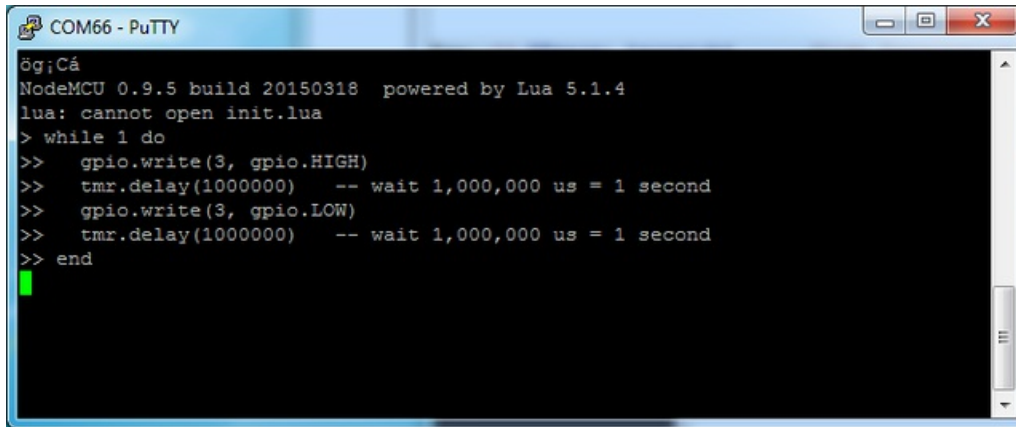 COM66 - PuTTY
ög¡Cá
NodeMCU 0.9.5 build 20150318  powered by Lua 5.1.4
lua: cannot open init.lua
> while 1 do
>>   gpio.write(3, gpio.HIGH)
>>   tmr.delay(1000000)   -- wait 1,000,000 us = 1 second
>>   gpio.write(3, gpio.LOW)
>>   tmr.delay(1000000)   -- wait 1,000,000 us = 1 second
>> end